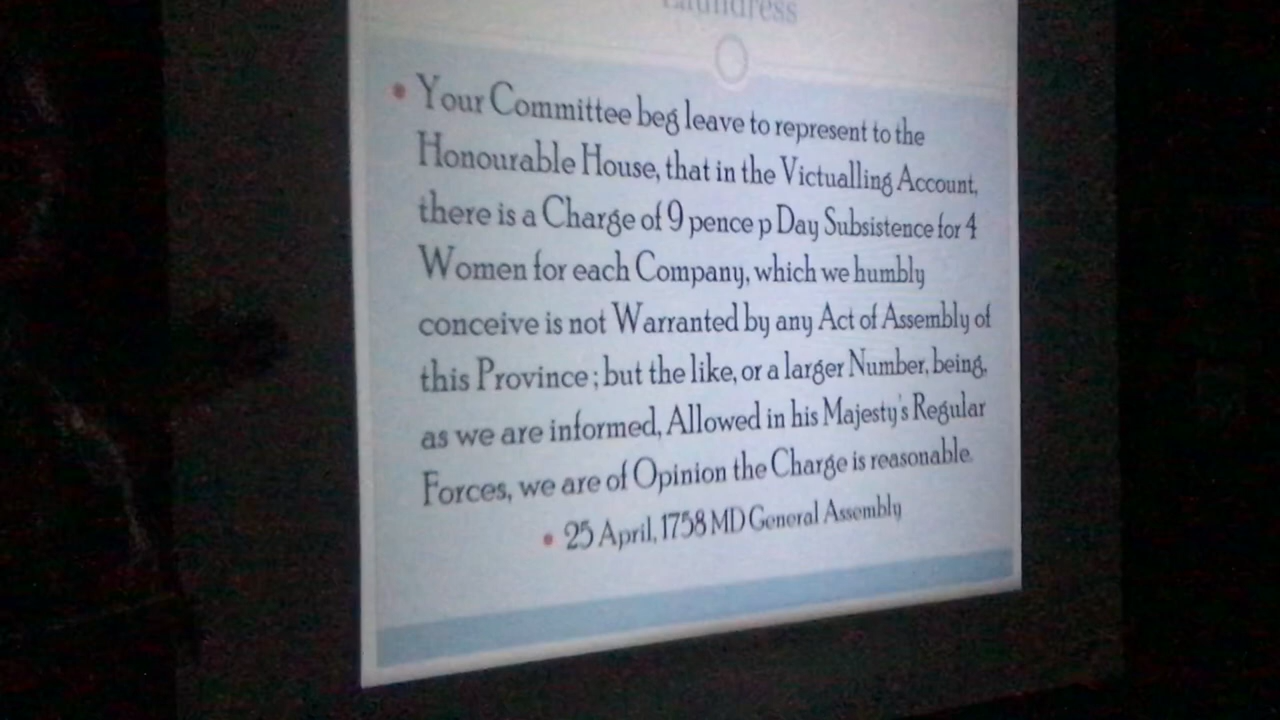 Laundress
• Your Committee beg leave to represent to the
Honourable House, that in the Victualling Account,
there is a Charge of 9 pence p Day Subsistence for 4
Women for each Company, which we humbly
conceive is not Warranted by any Act of Assembly of
this Province; but the like, or a larger Number, being,
as we are informed, Allowed in his Majesty's Regular
Forces, we are of Opinion the Charge is reasonable.
• 25 April, 1758 MD General Assembly